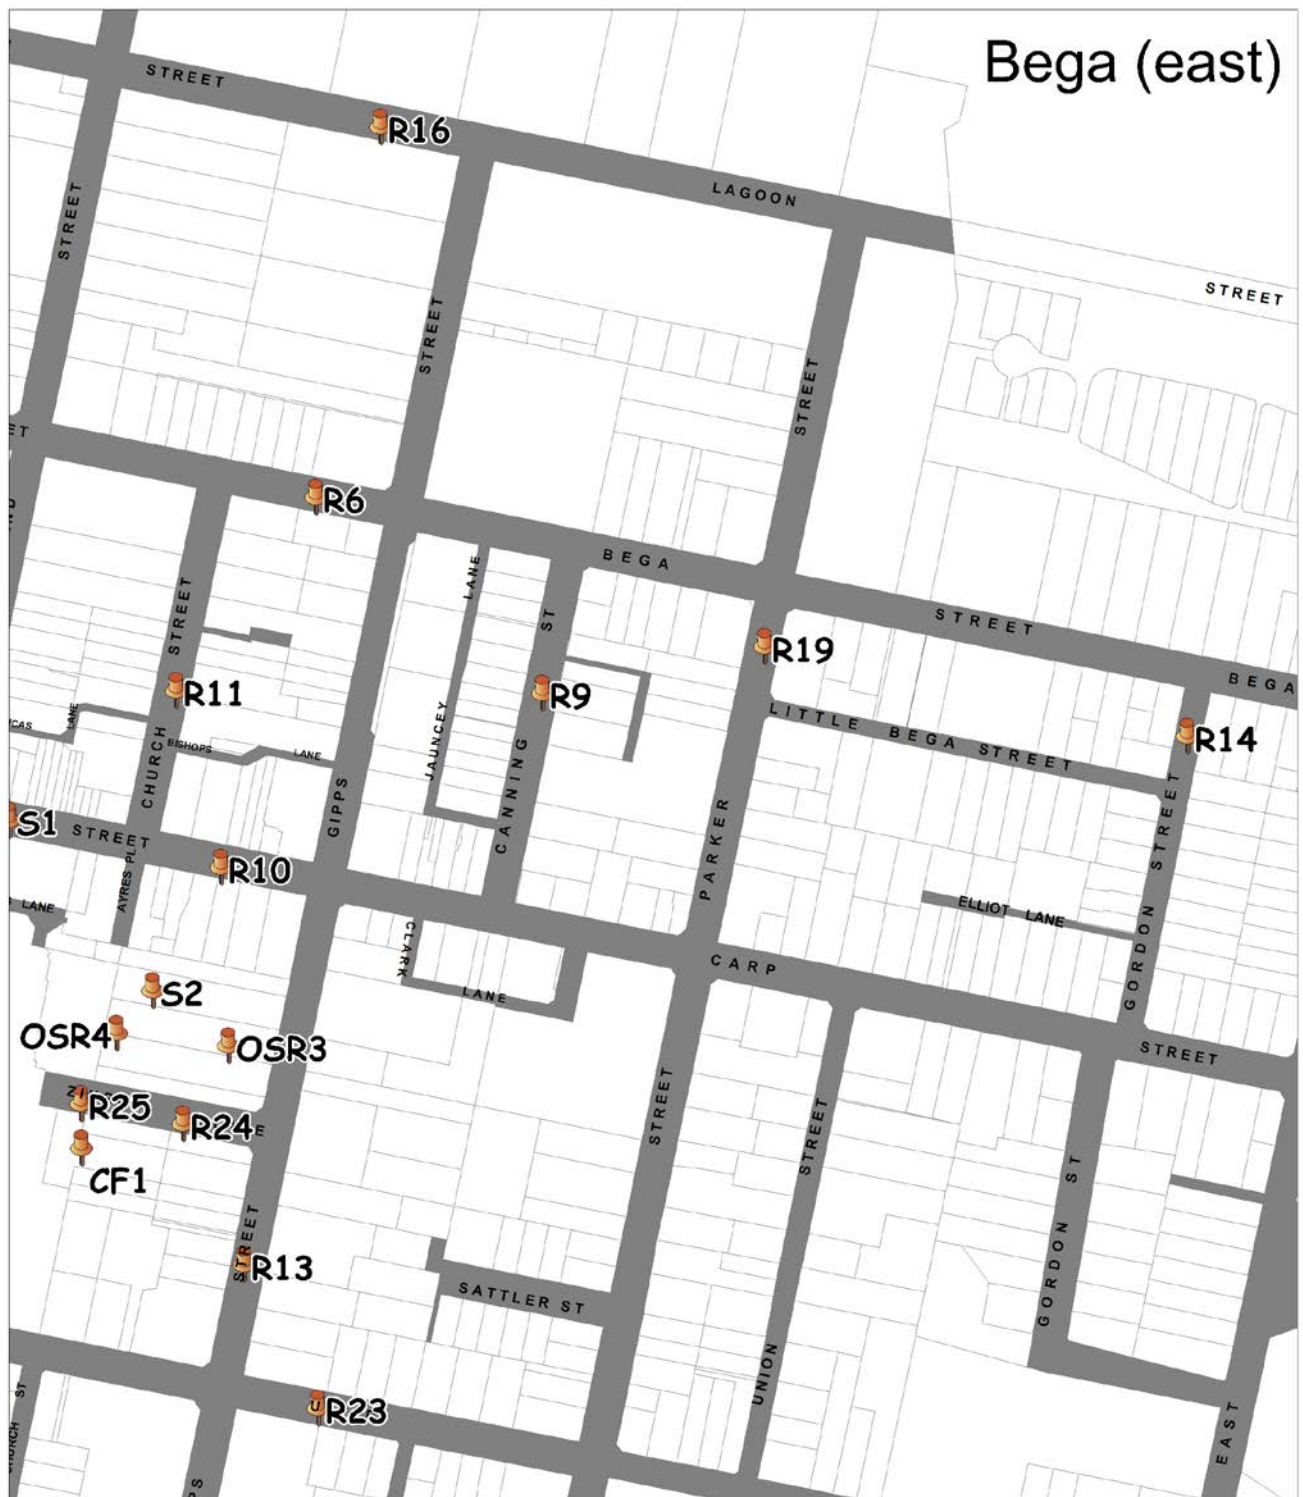 Bega (east)
STREET
R16
LAGOON
STREET
STREET
STREET
STREET
R6
BEGA
LANE
ST
STREET
STREET
R19
BEGA
R11
R9
LITTLE BEGA STREET
R14
LANE
BISHOPS
LANE
JAUNCEY
CHURCH
GIPPS
CANNING
PARKER
STREET
S1
STREET
R10
AYRES PL
LANE
ELLIOT LANE
CLARK
LANE
CARP
GORDON
STREET
S2
OSR4
OSR3
R25
R24
CF1
STREET
STREET
GORDON ST
STREET
R13
SATTLER ST
UNION
R23
ST
EAST